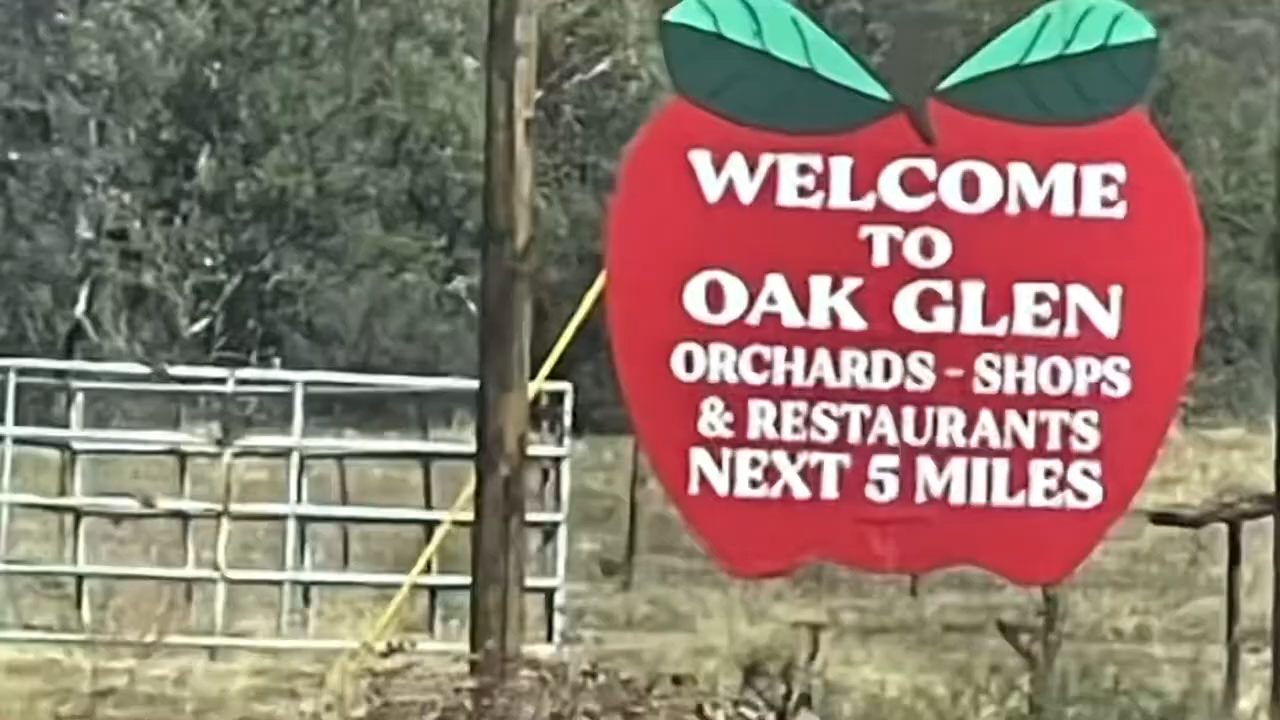 WELCOME
TO
OAK GLEN
ORCHARDS - SHOPS
& RESTAURANTS
NEXT 5 MILES